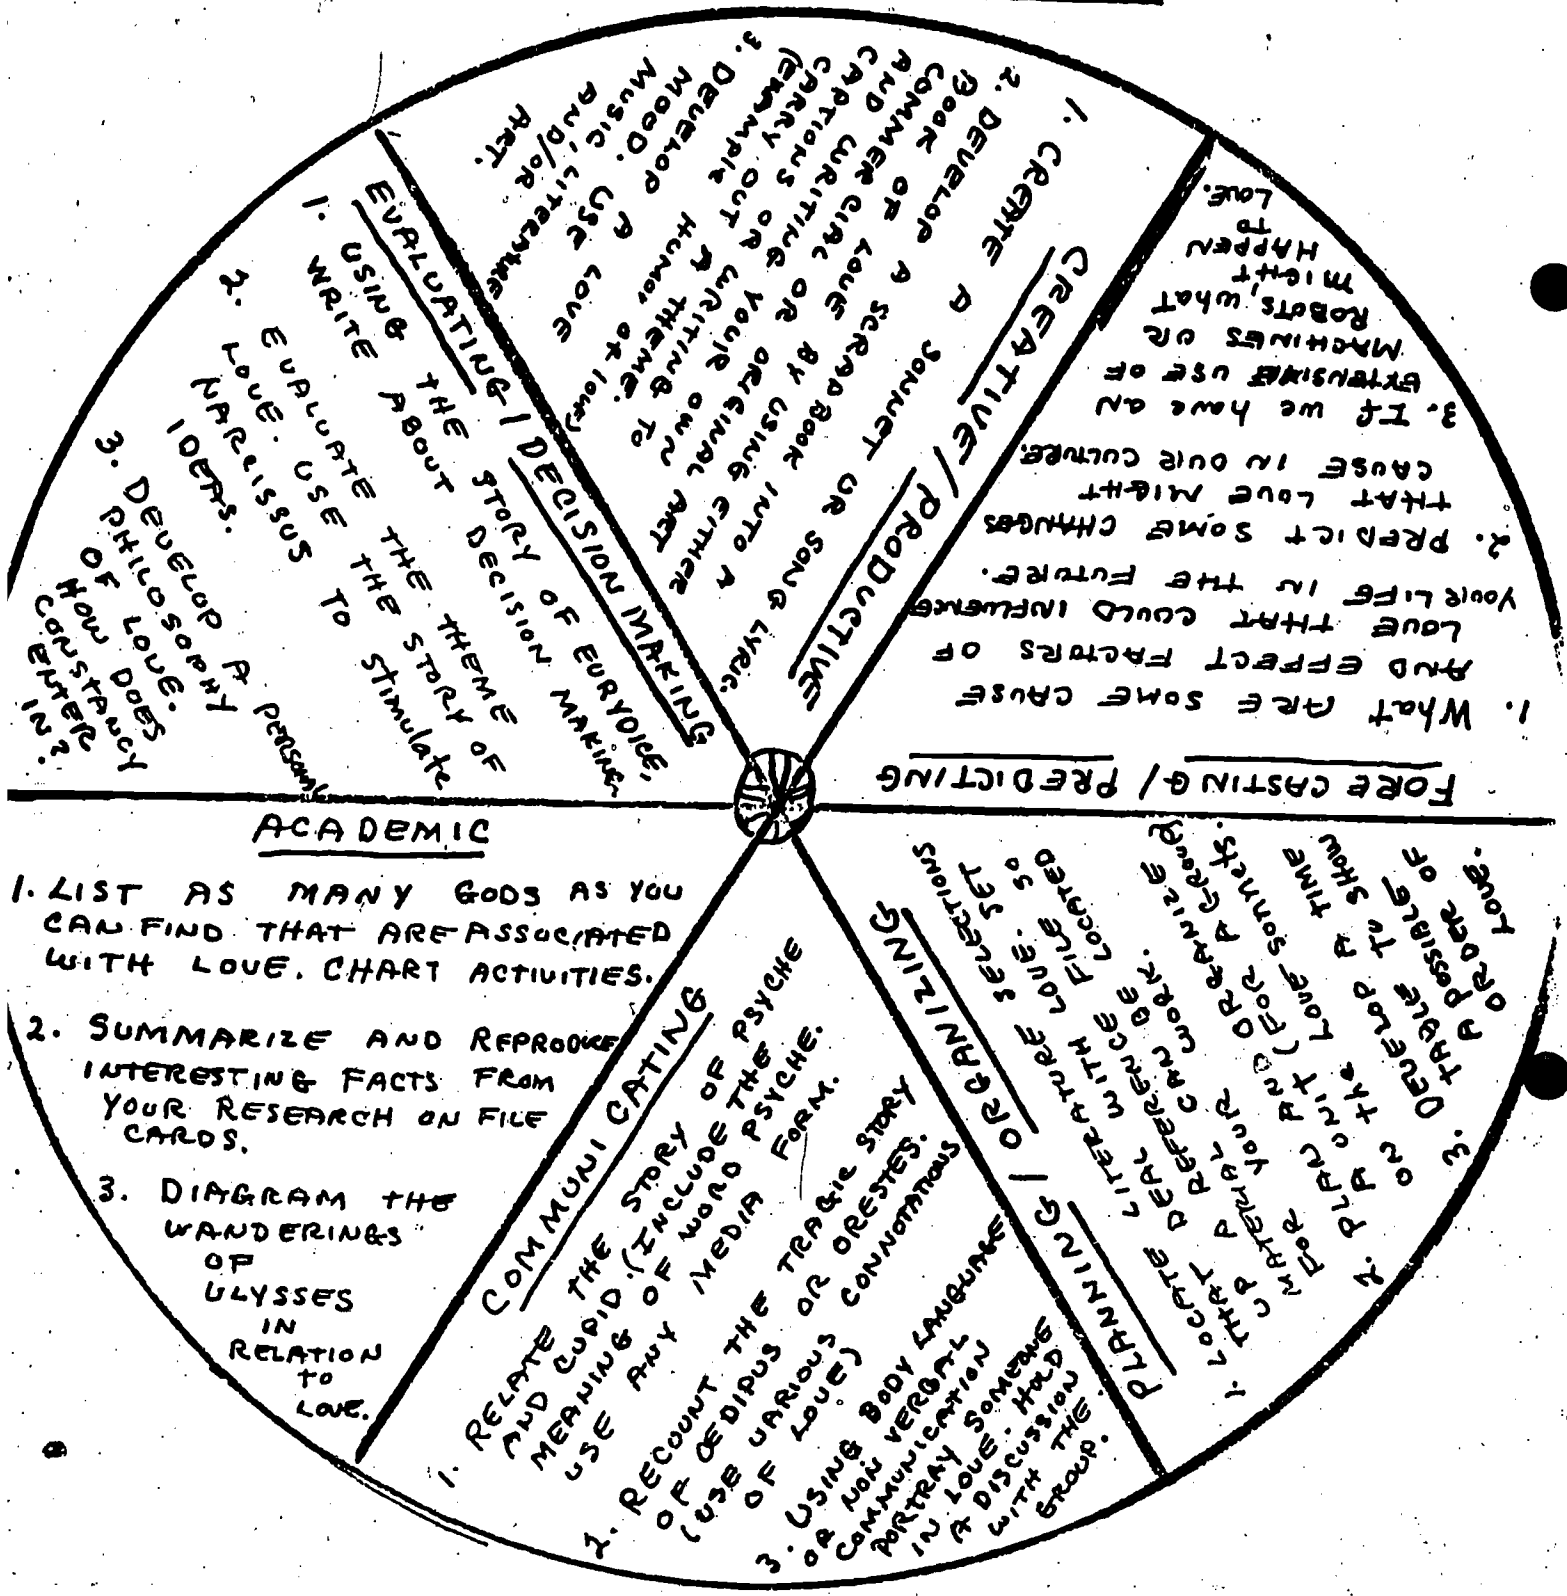 ACADEMIC
1. LIST AS MANY GODS AS YOU
CAN FIND THAT ARE ASSOCIATED
WITH LOVE. CHART ACTIVITIES.
2. SUMMARIZE AND REPRODUCE
INTERESTING FACTS FROM
YOUR RESEARCH ON FILE
CARDS.
3. DIAGRAM THE
WANDERINGS
OF
ULYSSES
IN
RELATION
TO
LOVE.
COMMUNICATING
1. RELATE THE STORY OF PSYCHE
AND CUPID. (INCLUDE THE
MEANING OF WORD PSYCHE.
USE ANY MEDIA FORM.
2. RECOUNT THE TRAGIC STORY
OF OEDIPUS OR ORESTES.
(USE VARIOUS CONNOTATIONS
OF LOVE)
3. USING BODY LANGUAGE
OR NON VERBAL
COMMUNICATION
PORTRAY SOMEONE
IN LOVE. HOLD
A DISCUSSION
WITH THE
GROUP.
PLANNING / ORGANIZING
1. LOCATE LITERATURE SELECTIONS
THAT DEAL WITH LOVE. SET
UP A REFERENCE FILE SO
MATERIAL CAN BE LOCATED
FOR YOUR WORK.
2. PLAN AND ORGANIZE
A UNIT (FOR A GROUP)
ON THE LOVE SONNETS.
3. DEVELOP A TIME
TABLE TO SHOW
A POSSIBLE
ORDER OF
LOVE.
FORE CASTING / PREDICTING
1. What ARE SOME CAUSE
AND EFFECT FACTORS OF
LOVE THAT COULD INFLUENCE
YOUR LIFE IN THE FUTURE.
2. PREDICT SOME CHANGES
THAT LOVE MIGHT
CAUSE IN OUR CULTURE.
3. If we have an
EXTENSIVE USE OF
MACHINES OR
ROBOTS, what
MIGHT
HAPPEN
TO
LOVE.
CREATIVE / PRODUCTIVE
1. CREATE A SONNET OR SONG LYRIC.
2. DEVELOP A SCRAPBOOK INTO A
BOOK OF LOVE BY USING EITHER
COMMERCIAL OR ORIGINAL ART
AND WRITING YOUR OWN
CAPTIONS OR WRITING TO
CARRY OUT A THEME.
(EXAMPLE HUMOR OF LOVE)
3. DEVELOP A LOVE
MOOD. USE
MUSIC, LITERATURE
AND/OR
ART.
EVALUATING / DECISION MAKING
1. USING THE STORY OF EURYDICE,
WRITE ABOUT DECISION MAKING.
2. EVALUATE THE THEME
LOVE. USE THE STORY OF
NARCISSUS TO STIMULATE
IDEAS.
3. DEVELOP A PERSONAL
PHILOSOPHY
OF LOVE.
HOW DOES
CONSTANCY
ENTER
IN?